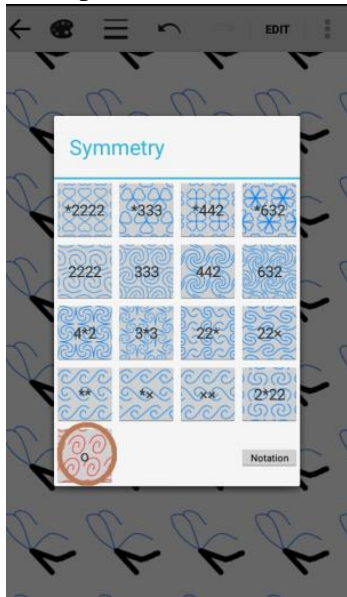 EDIT
Symmetry
*2222 *333 *442 *632
2222 333 442 632
4*2 3*3 22* 22×
** *× ×× 2*22
o
Notation